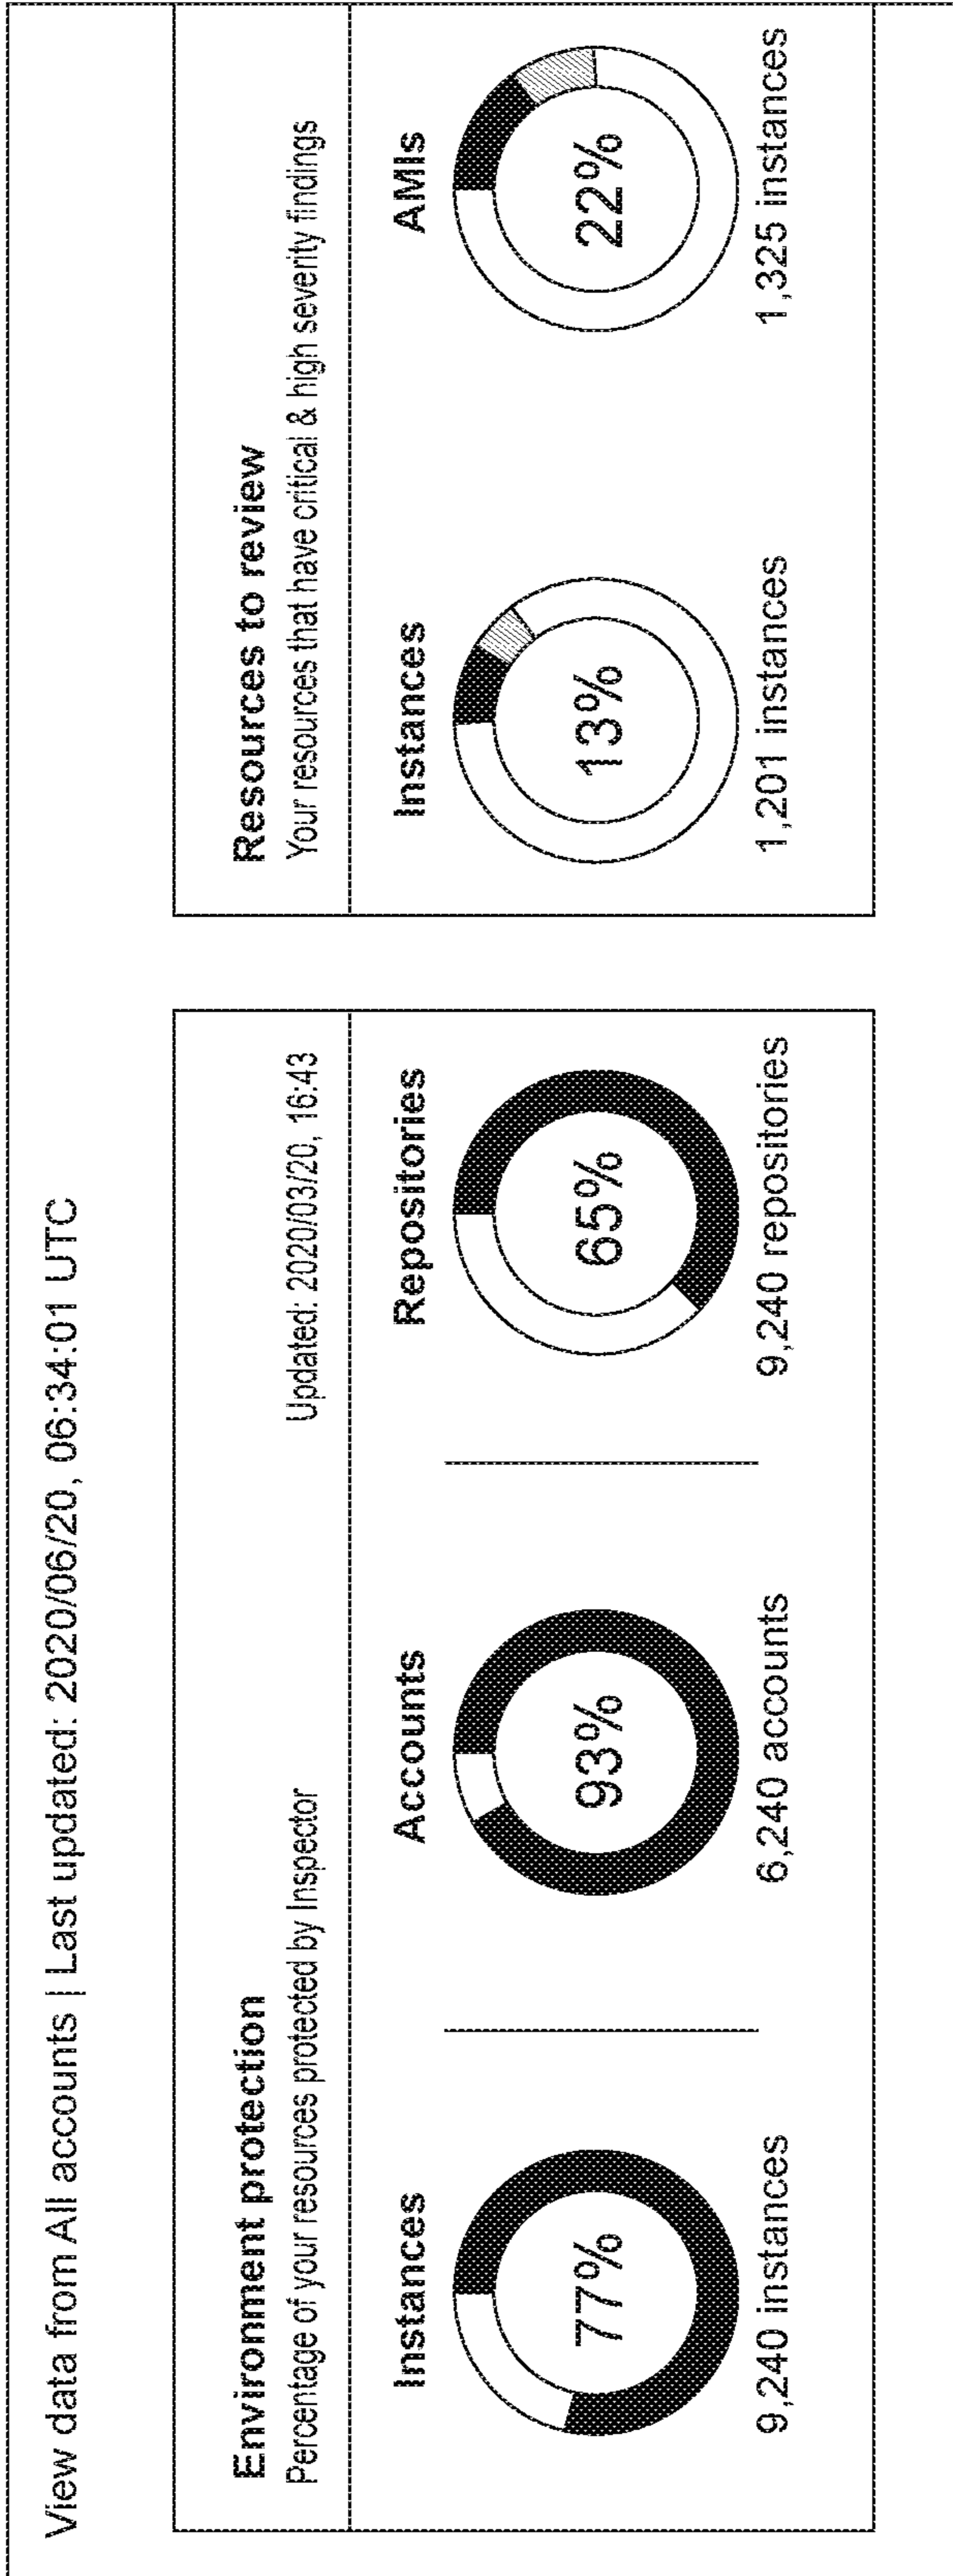 View data from All accounts | Last updated: 2020/06/20, 06:34:01 UTC
Environment protection
Percentage of your resources protected by Inspector
Updated: 2020/03/20, 16:43
Instances
77%
9,240 instances
Accounts
93%
6,240 accounts
Repositories
65%
9,240 repositories
Resources to review
Your resources that have critical & high severity findings
Instances
13%
1,201 instances
AMIs
22%
1,325 instances